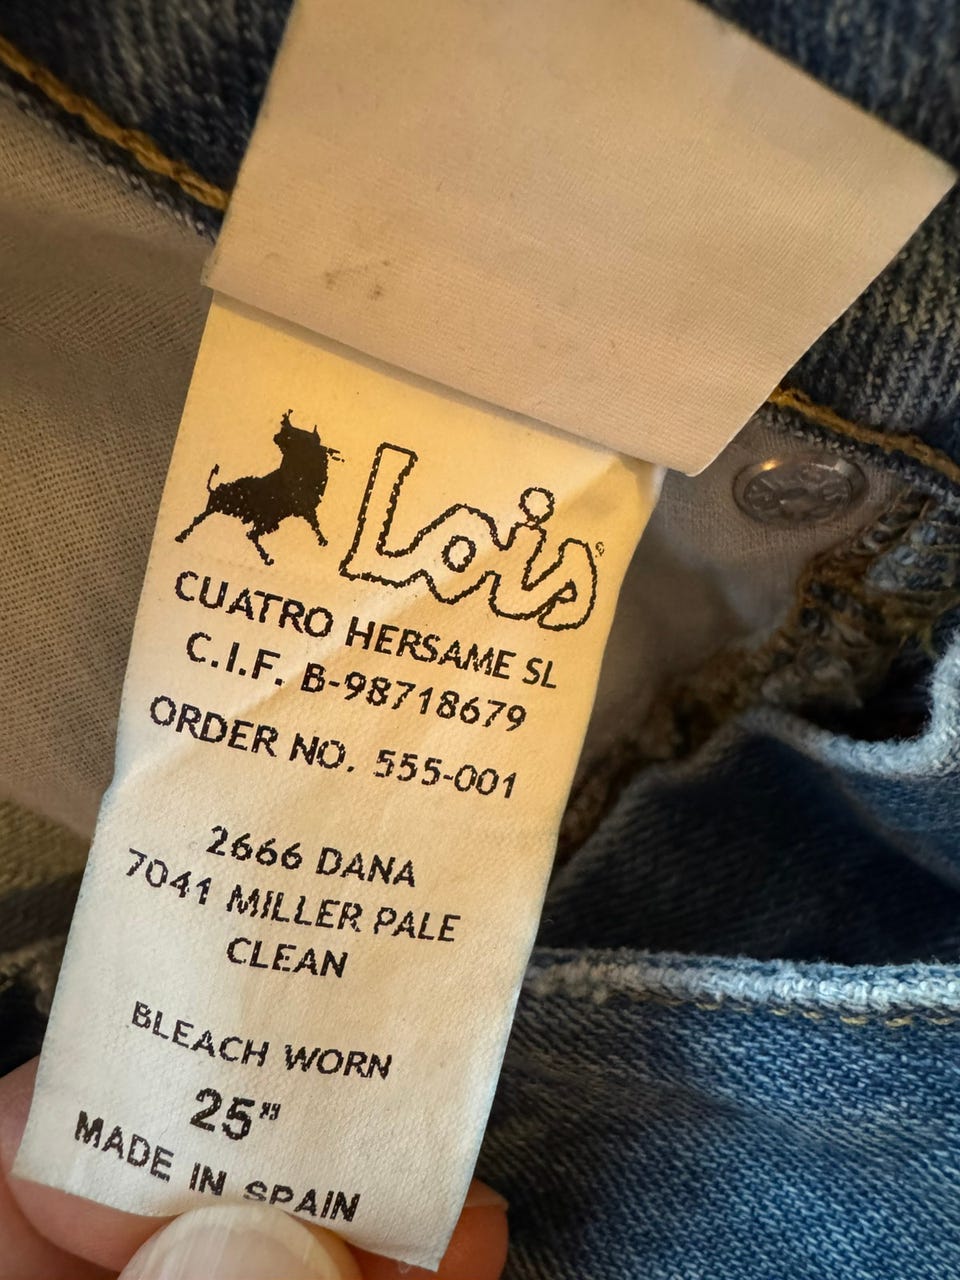 Lois®
CUATRO HERSAME SL
C.I.F. B-98718679
ORDER NO. 555-001
2666 DANA
7041 MILLER PALE
CLEAN
BLEACH WORN
25"
MADE IN SPAIN